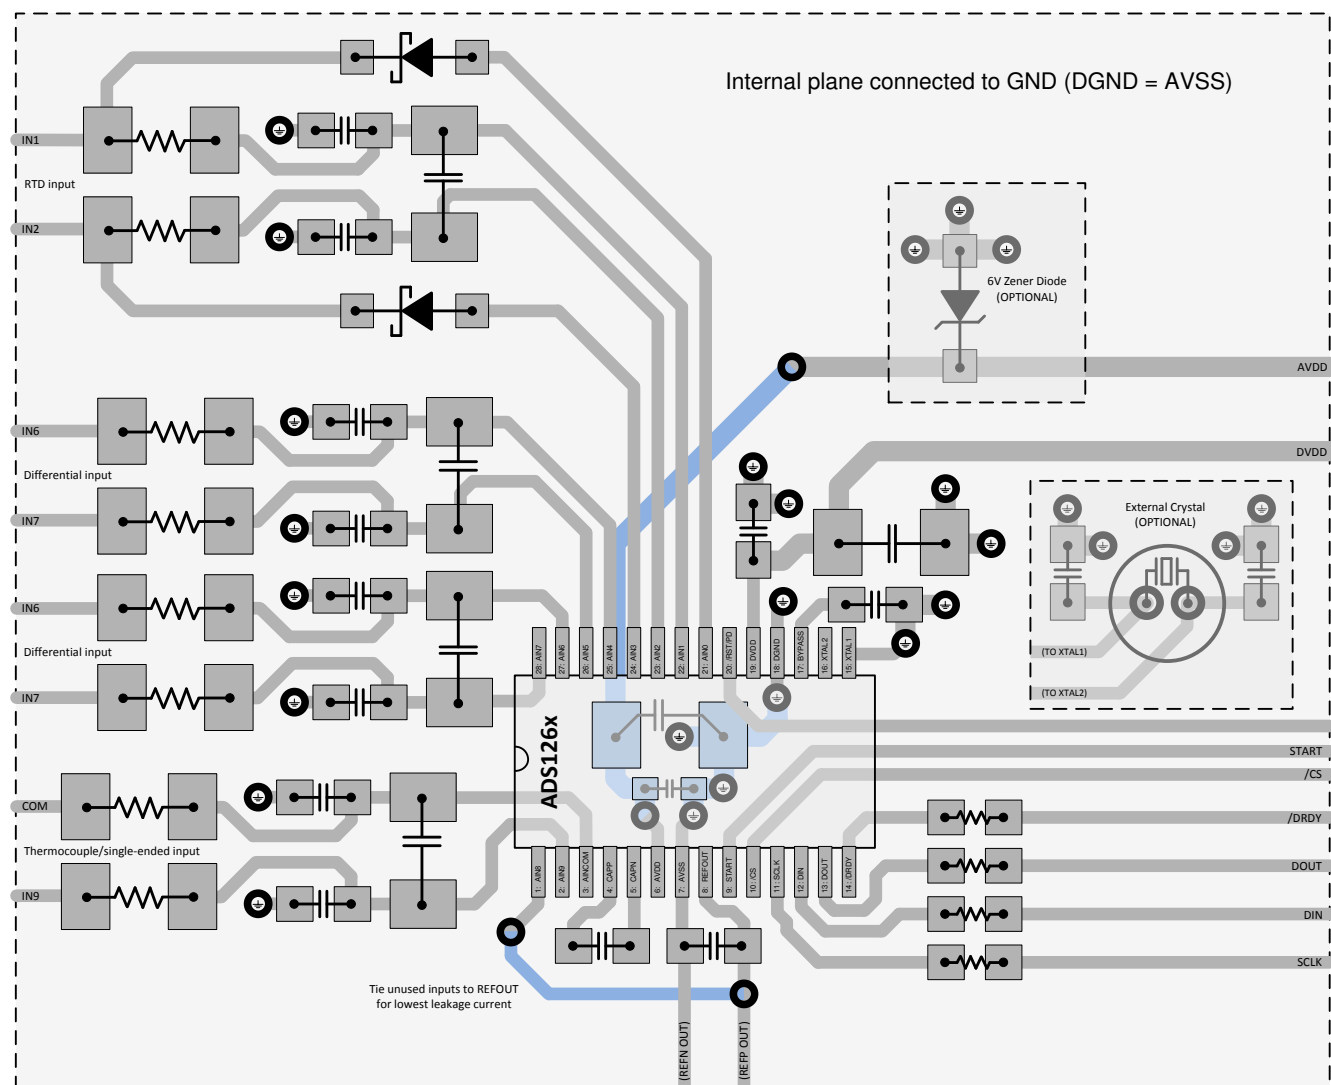 Internal plane connected to GND (DGND = AVSS)
IN1
RTD input
IN2
6V Zener Diode
(OPTIONAL)
AVDD
IN6
Differential input
IN7
DVDD
External Crystal
(OPTIONAL)
(TO XTAL1)
(TO XTAL2)
IN6
Differential input
IN7
28: AIN7
27: AIN6
26: AIN5
25: AIN4
24: AIN3
23: AIN2
22: AIN1
21: AIN0
20: /RST/PD
19: DVDD
18: DGND
17: BYPASS
16: XTAL2
15: XTAL1
ADS126x
START
/CS
COM
Thermocouple/single-ended input
IN9
/DRDY
DOUT
DIN
SCLK
1: AIN8
2: AIN9
3: AINCOM
4: CAPP
5: CAPN
6: AVDD
7: AVSS
8: REFOUT
9: START
10: /CS
11: SCLK
12: DIN
13: DOUT
14: /DRDY
Tie unused inputs to REFOUT
for lowest leakage current
(REFN OUT)
(REFP OUT)